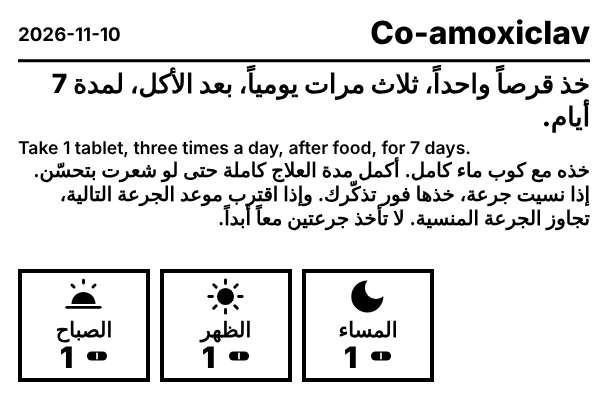 Co-amoxiclav
2026-11-10
خذ قرصاً واحداً، ثلاث مرات يومياً، بعد الأكل، لمدة 7
أيام.
Take 1 tablet, three times a day, after food, for 7 days.
خذه مع كوب ماء كامل. أكمل مدة العلاج كاملة حتى لو شعرت بتحسّن.
إذا نسيت جرعة، خذها فور تذكّرك. وإذا اقترب موعد الجرعة التالية،
تجاوز الجرعة المنسية. لا تأخذ جرعتين معاً أبداً.
الصباح
1
الظهر
1
المساء
1